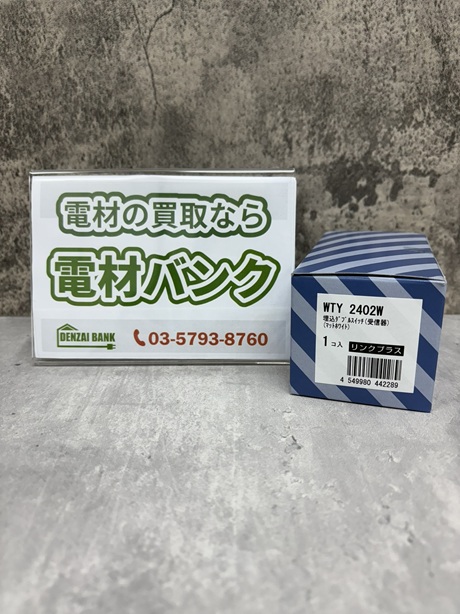 電材の買取なら
電材バンク
DENZAI BANK
03-5793-8760
WTY 2402W
埋込ダブルスイッチ(受信器)
(マットホワイト)
1コ入
リンクプラス
4 549980 442289